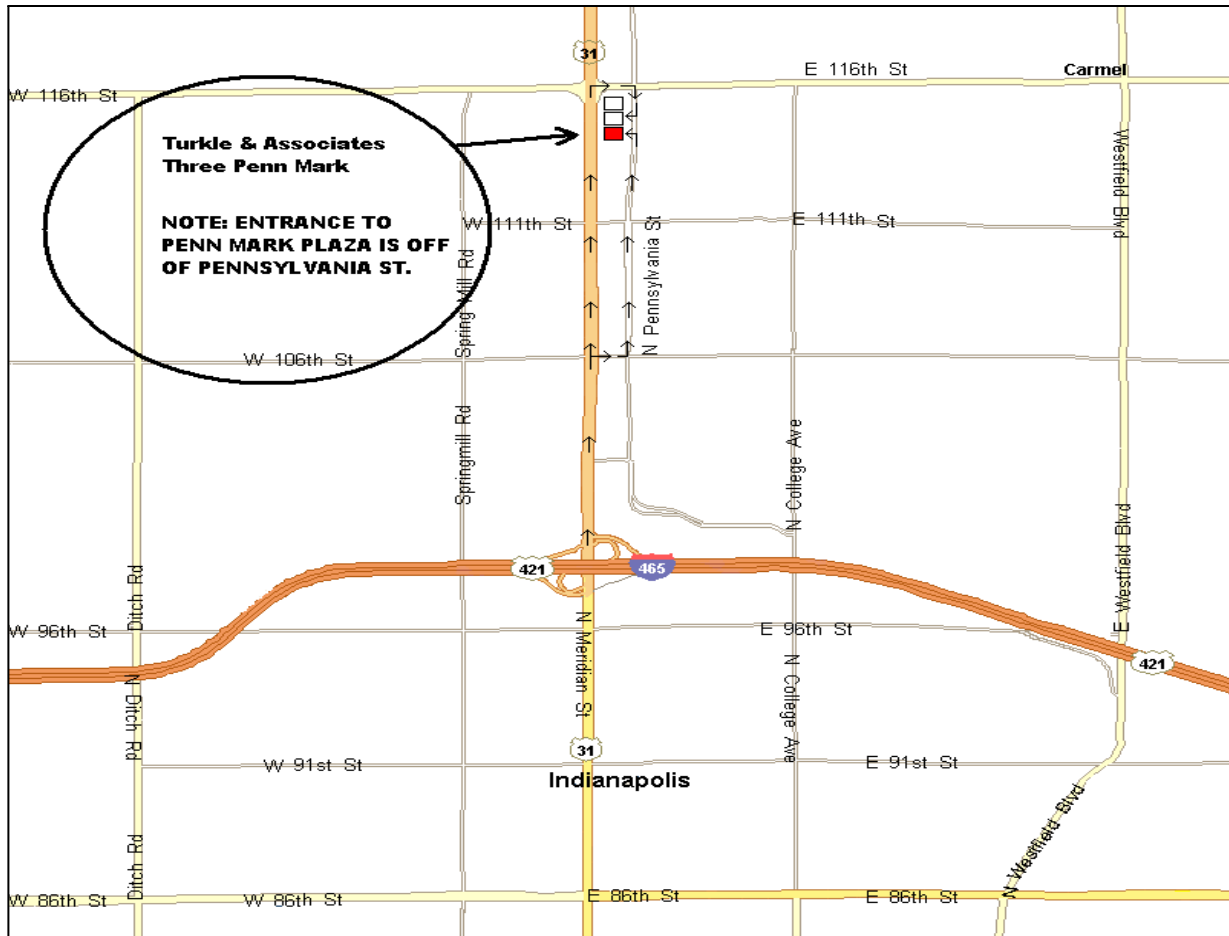 31
E 116th St
Carmel
W 116th St
Turkle & Associates
Three Penn Mark
NOTE: ENTRANCE TO
PENN MARK PLAZA IS OFF
OF PENNSYLVANIA ST.
Westfield Blvd
W 111th St
E 111th St
Spring Mill Rd
N Pennsylvania St
W 106th St
Springmill Rd
N College Ave
E Westfield Blvd
421
465
Ditch Rd
W 96th St
N Meridian St
E 96th St
421
N Ditch Rd
N College Ave
31
W 91st St
E 91st St
Indianapolis
N Westfield Blvd
Ditch Rd
W 86th St
W 86th St
E 86th St
E 86th St